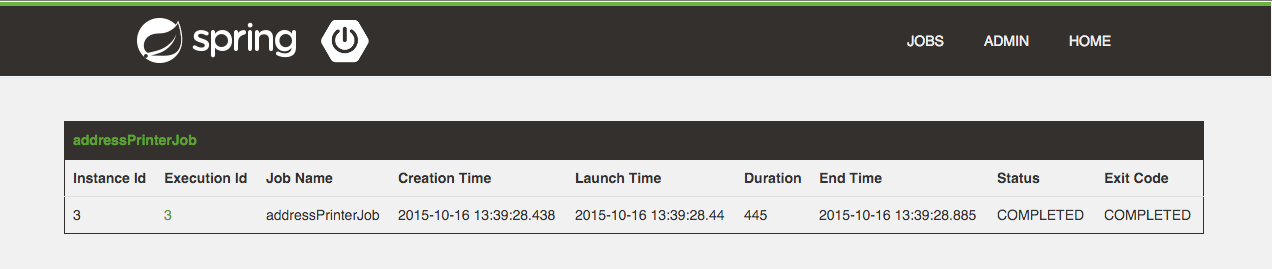 spring JOBS ADMIN HOME
addressPrinterJob
Instance Id Execution Id Job Name Creation Time Launch Time Duration End Time Status Exit Code
3 3 addressPrinterJob 2015-10-16 13:39:28.438 2015-10-16 13:39:28.44 445 2015-10-16 13:39:28.885 COMPLETED COMPLETED